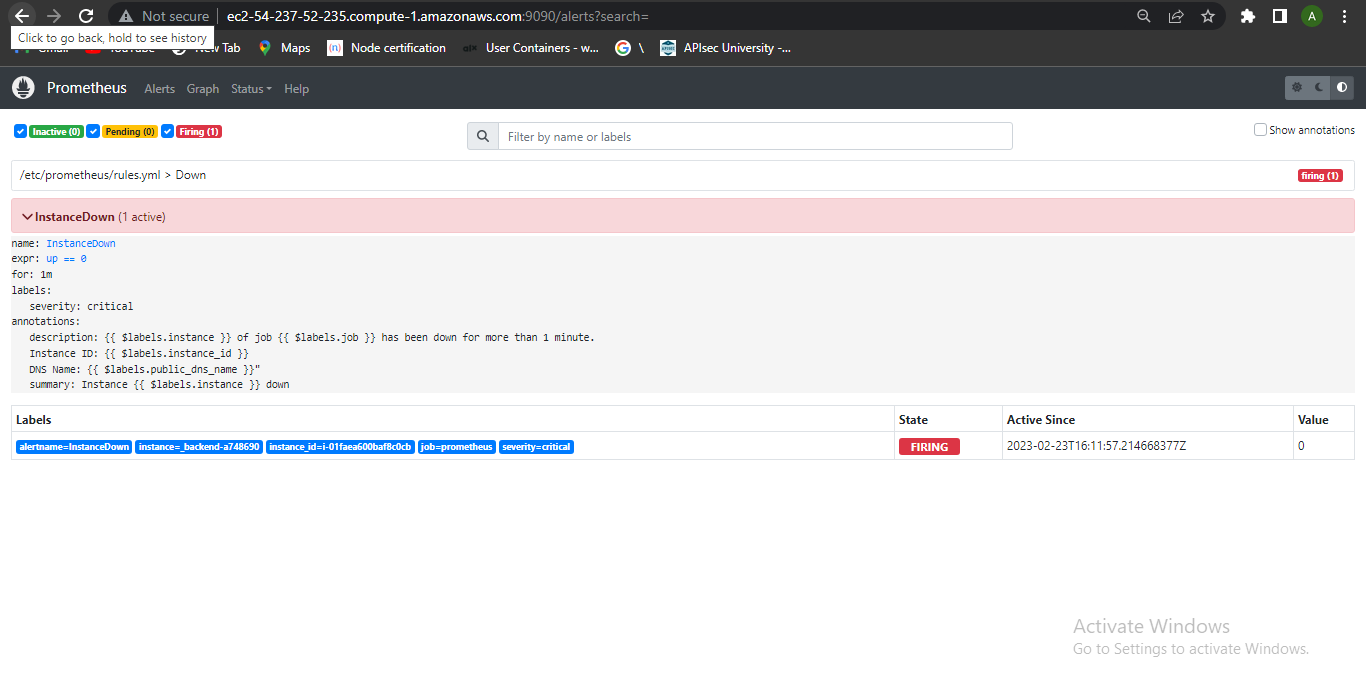 Not secure ec2-54-237-52-235.compute-1.amazonaws.com:9090/alerts?search=
A
Click to go back, hold to see history
New Tab Maps Node certification User Containers - w... \ APIsec University -...
Prometheus Alerts Graph Status Help
Inactive (0) Pending (0) Firing (1) Filter by name or labels Show annotations
/etc/prometheus/rules.yml > Down firing (1)
InstanceDown (1 active)
name: InstanceDown
expr: up == 0
for: 1m
labels:
severity: critical
annotations:
description: {{ $labels.instance }} of job {{ $labels.job }} has been down for more than 1 minute.
Instance ID: {{ $labels.instance_id }}
DNS Name: {{ $labels.public_dns_name }}"
summary: Instance {{ $labels.instance }} down
Labels State Active Since Value
alertname=InstanceDown instance=_backend-a748690 instance_id=i-01faea600baf8c0cb job=prometheus severity=critical FIRING 2023-02-23T16:11:57.214668377Z 0
Activate Windows
Go to Settings to activate Windows.